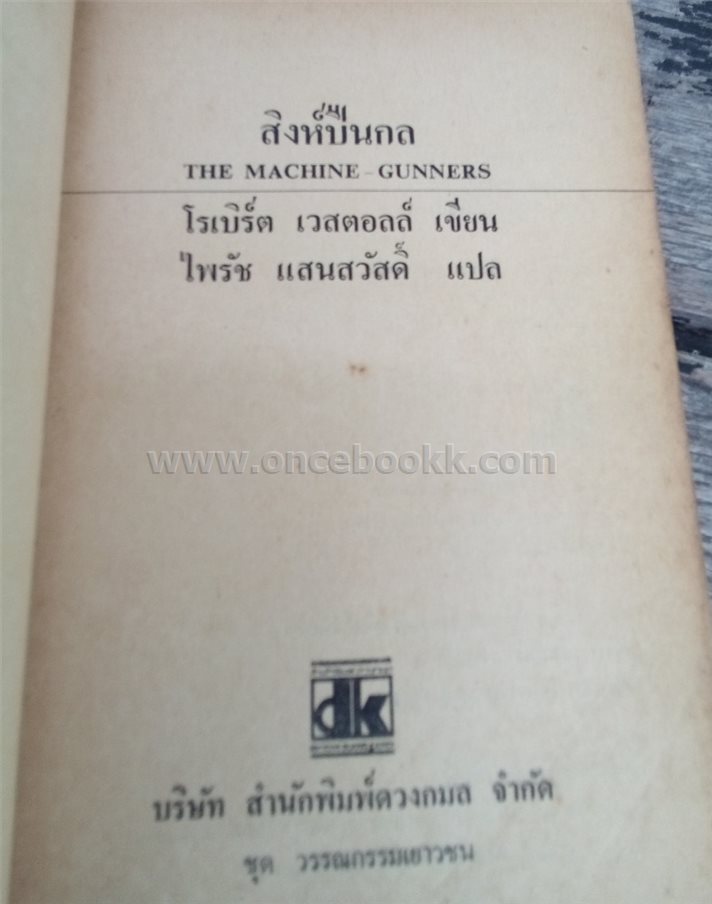 สิงห์ปืนกล
THE MACHINE-GUNNERS
โรเบิร์ต เวสตอลล์ เขียน
ไพรัช แสนสวัสดิ์ แปล
www.oncebookk.com
dk
บริษัท สำนักพิมพ์ดวงกมล จำกัด
ชุด วรรณกรรมเยาวชน